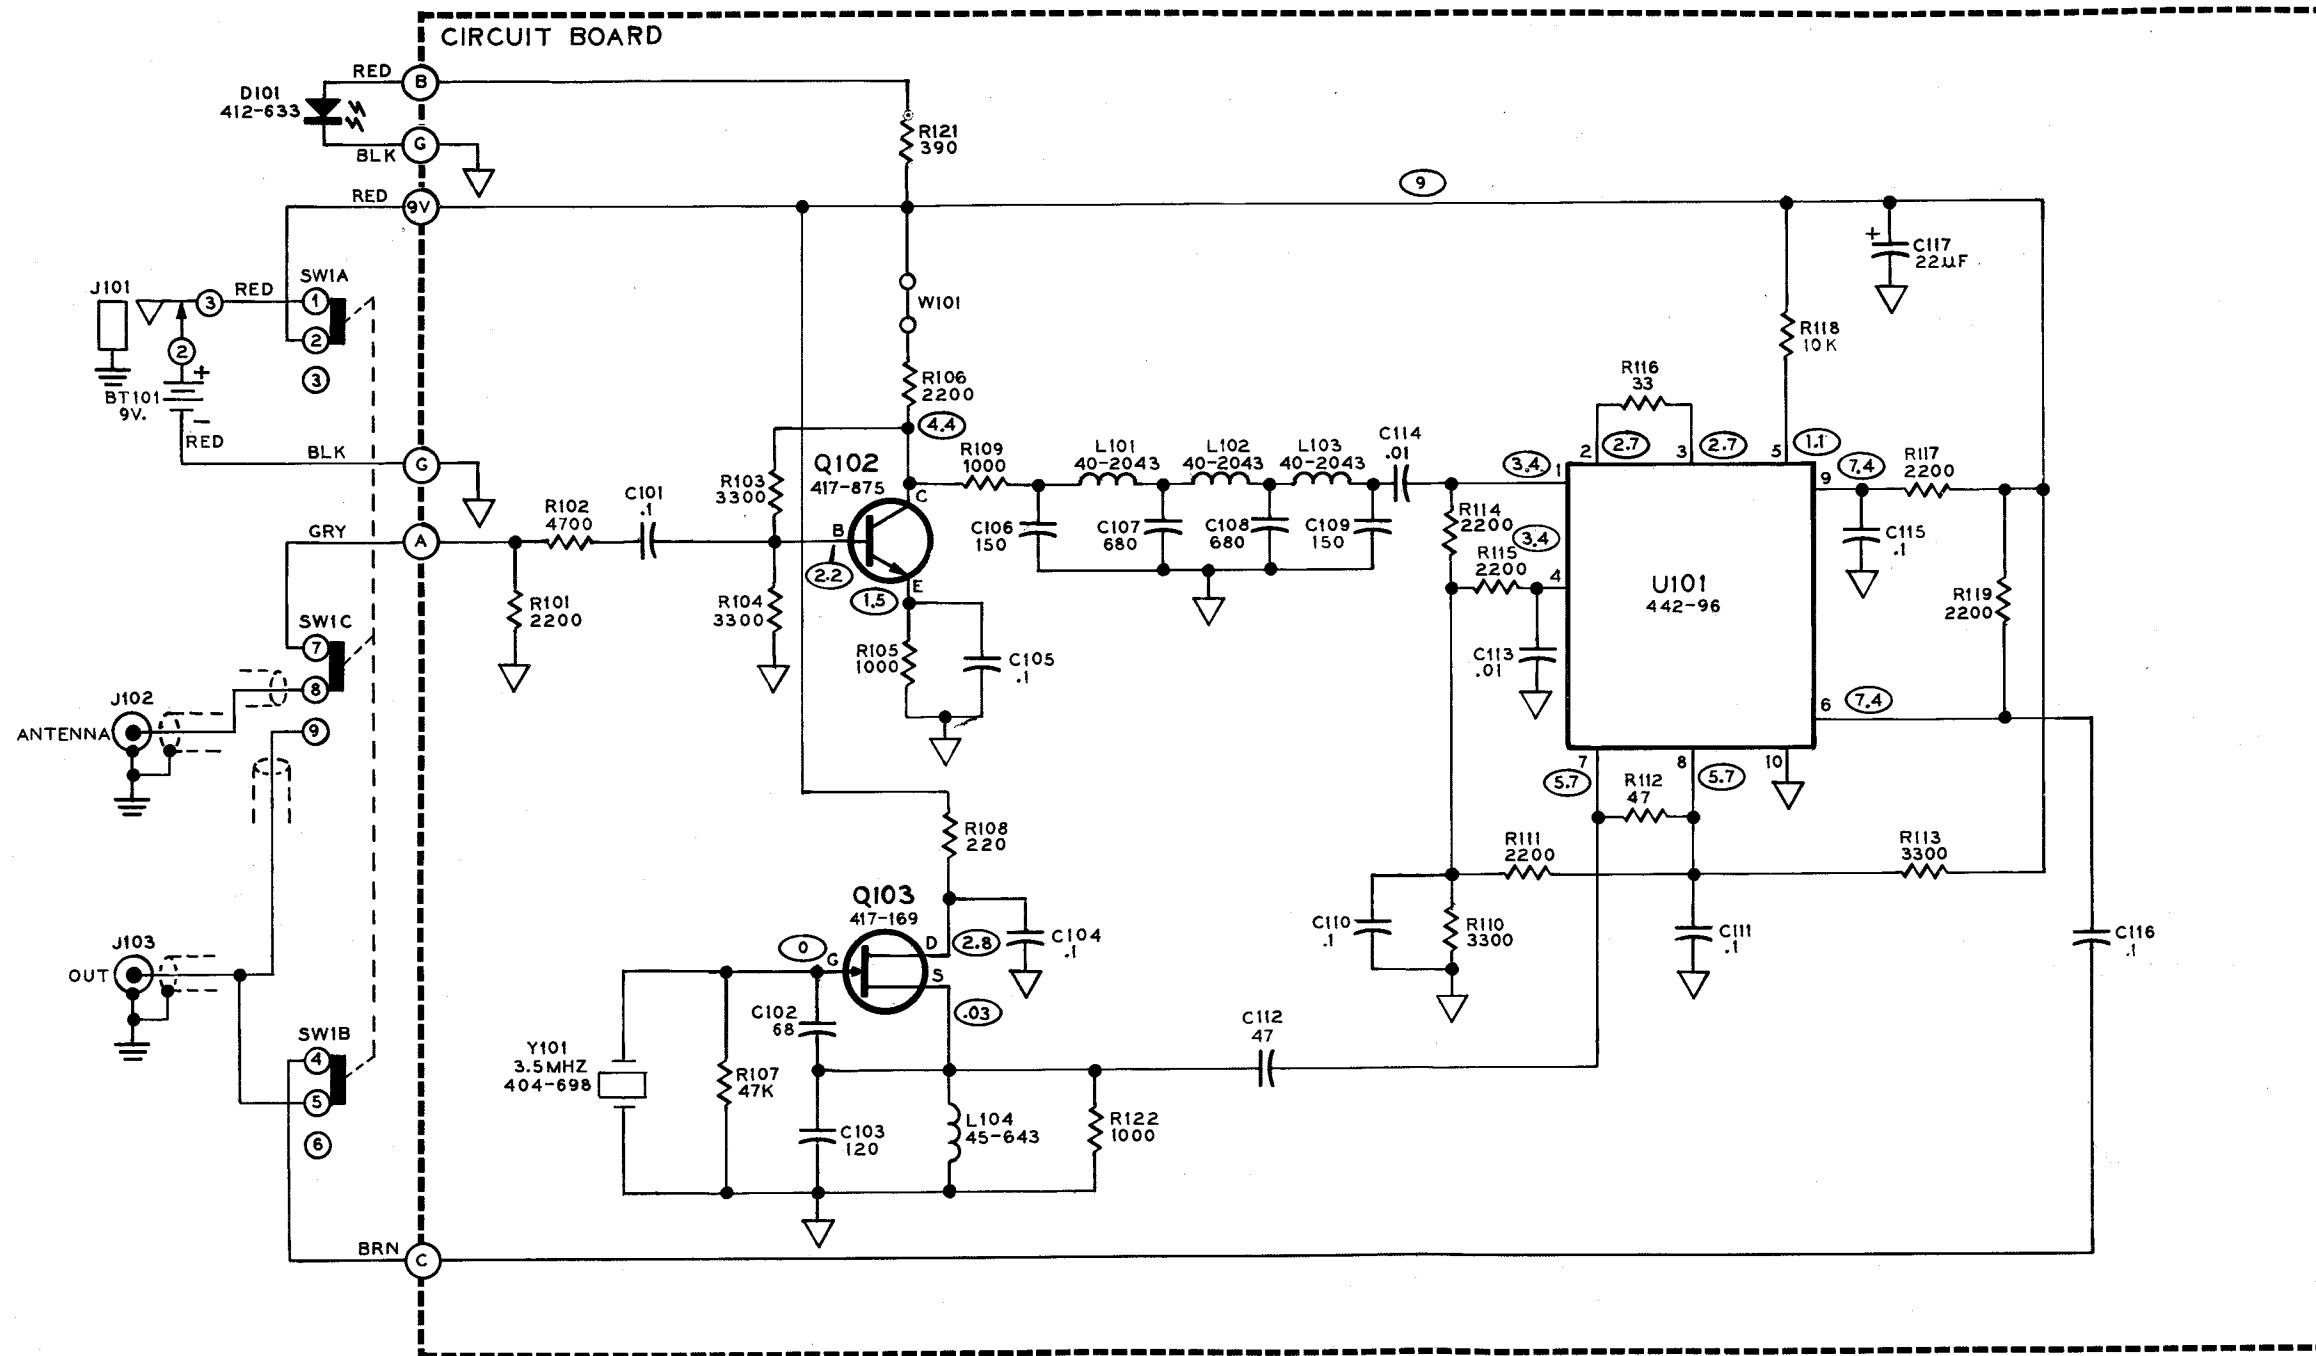 CIRCUIT BOARD
RED
B
D101
412-633
R121
390
G
BLK
RED
9V
9
C117
22µF
+
SW1A
J101
3
RED
1
W101
2
2
3
+
BT101
9V.
−
RED
R118
10K
R106
2200
4.4
R116
33
BLK
G
2
2.7
3
2.7
5
1.1
Q102
417-875
R109
1000
L101
40-2043
L102
40-2043
L103
40-2043
C114
.01
3.4
1
9
7.4
R117
2200
R103
3300
C
C101
.1
R102
4700
GRY
A
B
C106
150
C107
680
C108
680
C109
150
R114
2200
3.4
R115
2200
4
C115
.1
2.2
E
1.5
U101
442-96
R101
2200
R104
3300
R119
2200
SW1C
7
R105
1000
C105
.1
C113
.01
8
J102
ANTENNA
9
6
7.4
7
5.7
8
5.7
10
R112
47
R108
220
R111
2200
R113
3300
Q103
417-169
C110
.1
R110
3300
C111
.1
C116
.1
0
G
D
2.8
S
C104
.1
J103
OUT
.03
C102
68
C112
47
SW1B
4
5
6
Y101
3.5MHZ
404-698
R107
47K
C103
120
L104
45-643
R122
1000
BRN
C